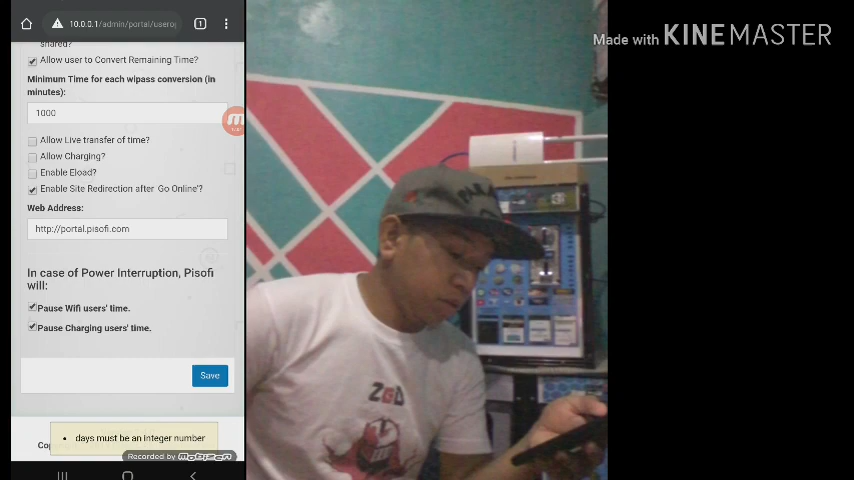 10.0.0.1/admin/portal/userop
1
shared?
Allow user to Convert Remaining Time?
Minimum Time for each wipass conversion (in
minutes):
1000
Allow Live transfer of time?
Allow Charging?
Enable Eload?
Enable Site Redirection after 'Go Online'?
Web Address:
http://portal.pisofi.com
In case of Power Interruption, Pisofi
will:
Pause Wifi users' time.
Pause Charging users' time.
Save
days must be an integer number
Recorded by mobizen
Made with KINEMASTER
ZGD